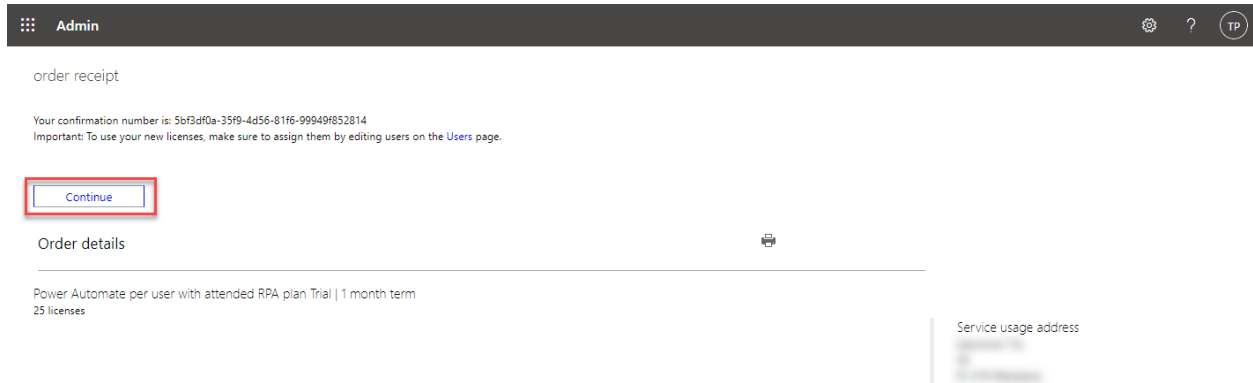 Admin
?
TP
order receipt
Your confirmation number is: 5bf3df0a-35f9-4d56-81f6-99949f852814
Important: To use your new licenses, make sure to assign them by editing users on the Users page.
Continue
Order details
Power Automate per user with attended RPA plan Trial | 1 month term
25 licenses
Service usage address